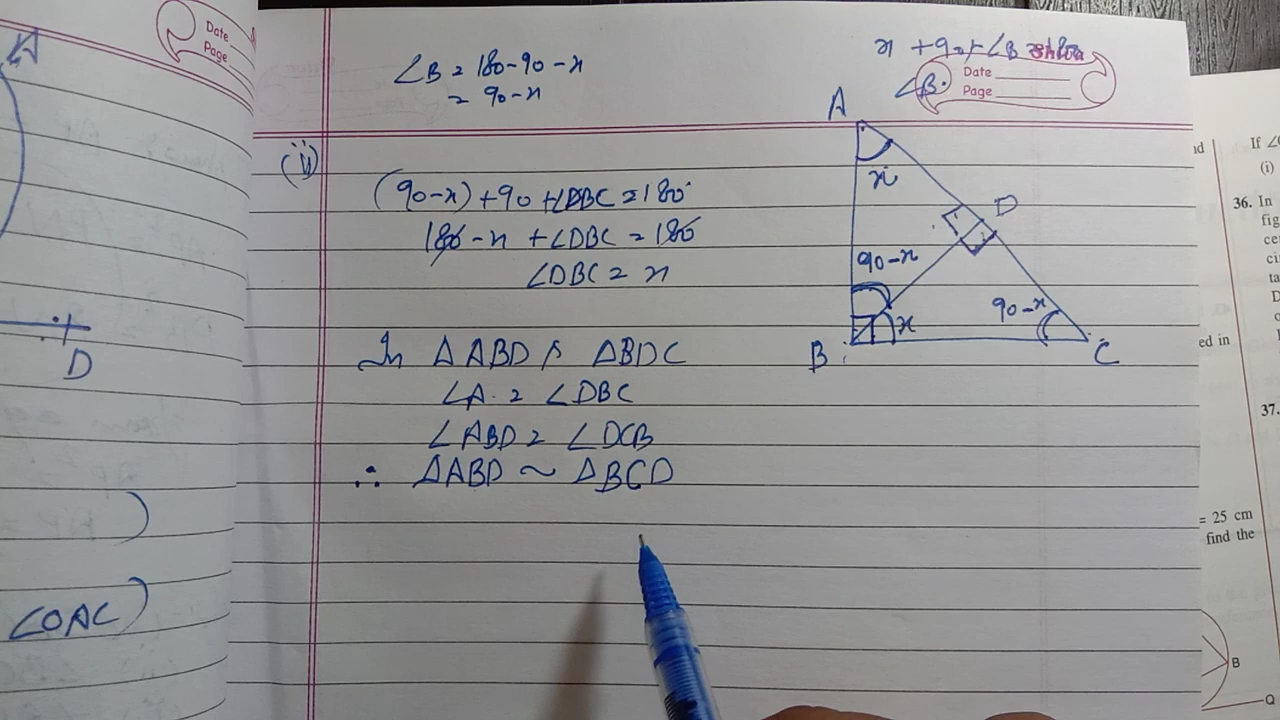 Date
Page
A
D
)
∠OAC)
∠B = 180-90-x
= 90-x
x +90+∠B
∠B.
Date
Page
(ii)
(90-x)+90+∠DBC=180
180-x+∠DBC=180
∠DBC=x
In ΔABD & ΔBDC
∠A = ∠DBC
∠ABD = ∠DCB
∴ ΔABD ~ ΔBCD
A
x
D
90-x
90-x
x
B
C
If ∠
(i)
36. In
fig
ce
ci
ta
D
ed in
37.
= 25 cm
find the
B
Q